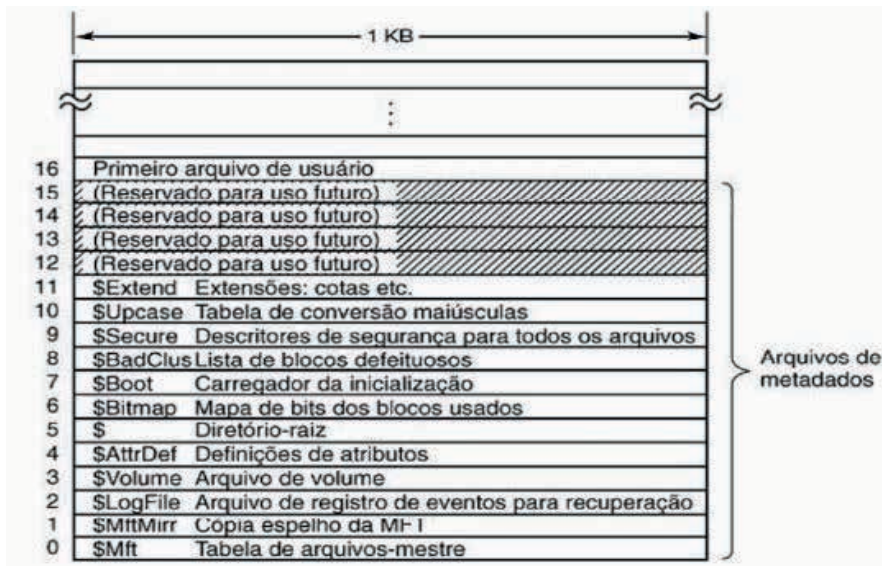 1 KB
16 Primeiro arquivo de usuário
15 (Reservado para uso futuro)
14 (Reservado para uso futuro)
13 (Reservado para uso futuro)
12 (Reservado para uso futuro)
11 $Extend Extensões: cotas etc.
10 $Upcase Tabela de conversão maiúsculas
9 $Secure Descritores de segurança para todos os arquivos
8 $BadClus Lista de blocos defeituosos
7 $Boot Carregador da inicialização
6 $Bitmap Mapa de bits dos blocos usados
5 $ Diretório-raiz
4 $AttrDef Definições de atributos
3 $Volume Arquivo de volume
2 $LogFile Arquivo de registro de eventos para recuperação
1 $MftMirr Cópia espelho da MFT
0 $Mft Tabela de arquivos-mestre
Arquivos de
metadados